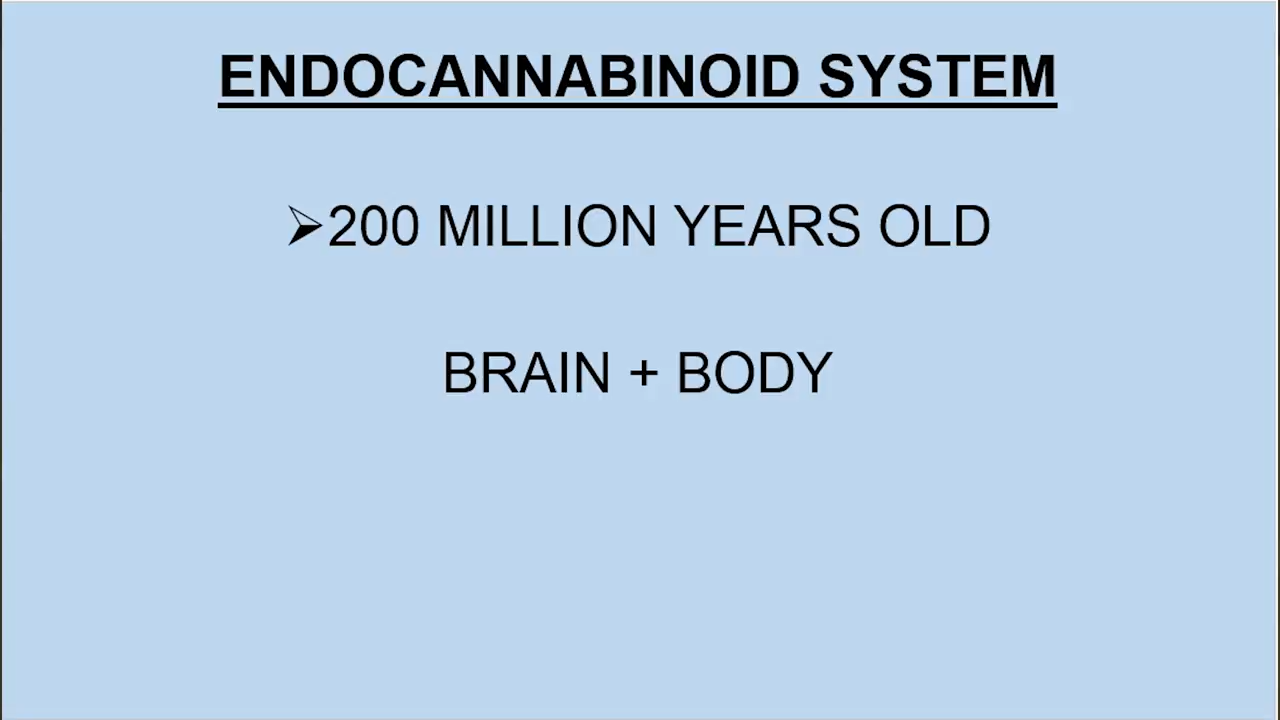 ENDOCANNABINOID SYSTEM
➢200 MILLION YEARS OLD
BRAIN + BODY